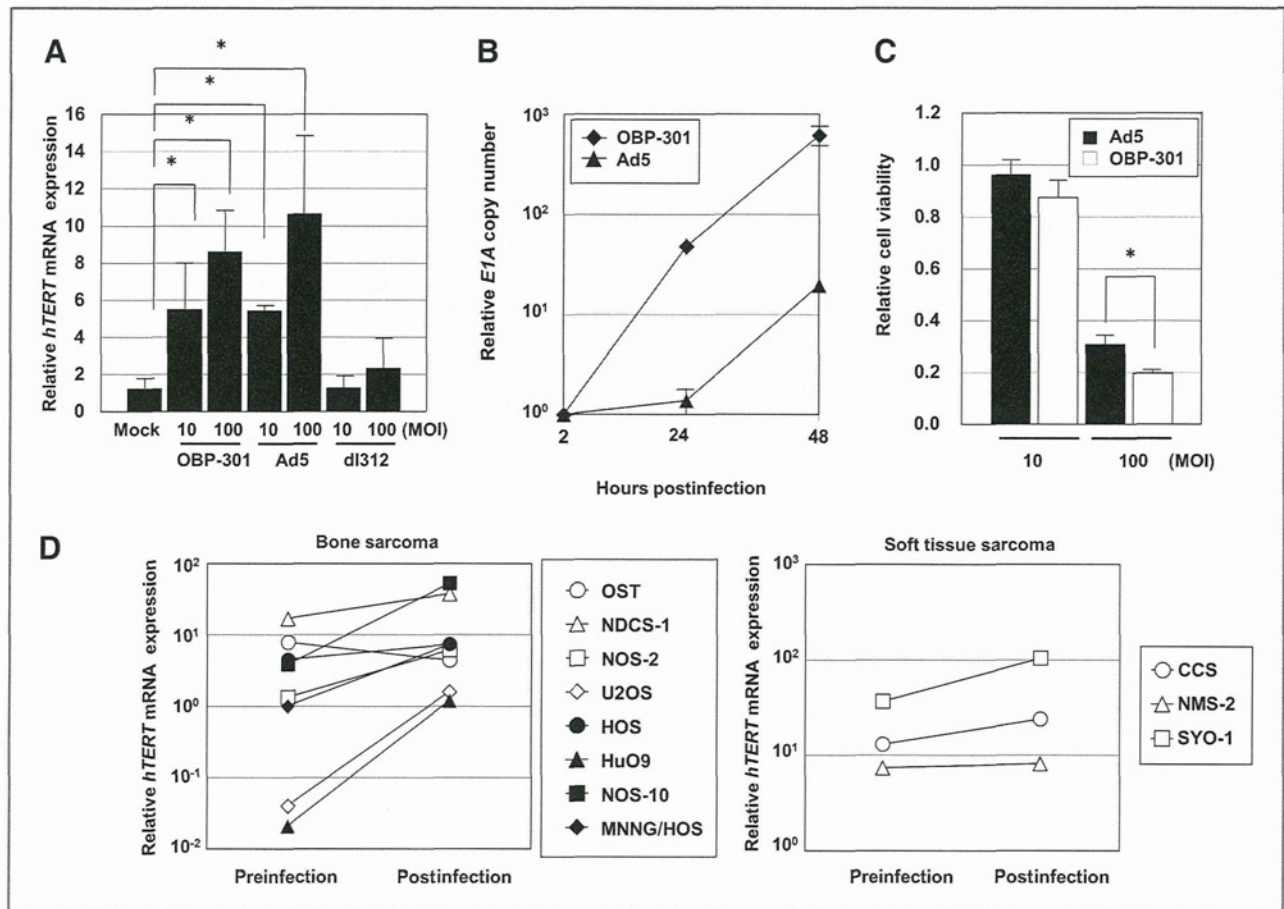 A
*
*
*
*
Relative hTERT mRNA expression
16
14
12
10
8
6
4
2
0
Mock 10 100 10 100 10 100 (MOI)
OBP-301 Ad5 dl312
B
OBP-301
Ad5
Relative E1A copy number
10³
10²
10¹
10⁰
2 24 48
Hours postinfection
C
Ad5
OBP-301
*
Relative cell viability
1.2
1.0
0.8
0.6
0.4
0.2
0.0
10 100 (MOI)
D
Bone sarcoma
Relative hTERT mRNA expression
10²
10¹
10⁰
10⁻¹
10⁻²
Preinfection Postinfection
OST
NDCS-1
NOS-2
U2OS
HOS
HuO9
NOS-10
MNNG/HOS
Soft tissue sarcoma
Relative hTERT mRNA expression
10³
10²
10¹
10⁰
Preinfection Postinfection
CCS
NMS-2
SYO-1